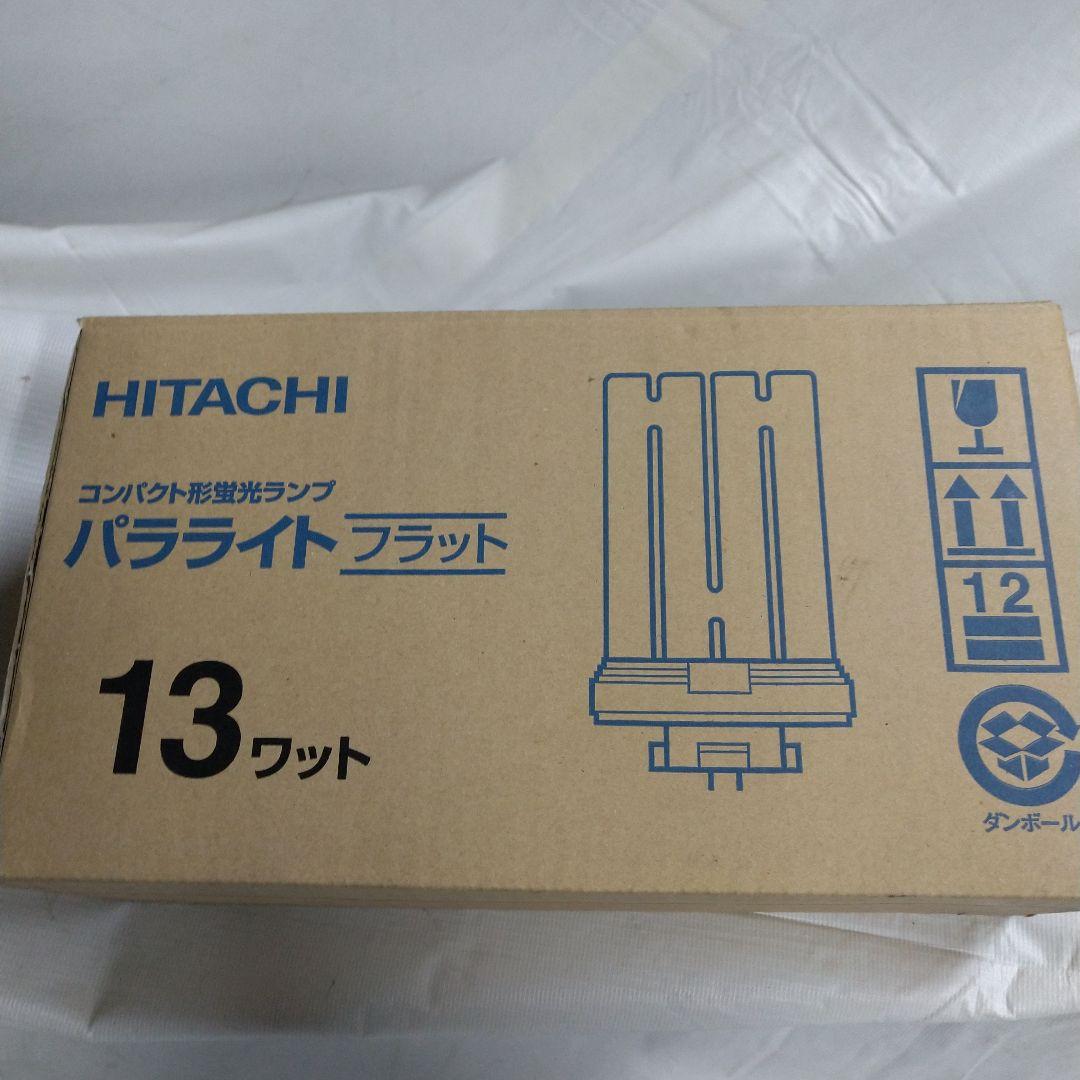 HITACHI
コンパクト形蛍光ランプ
パラライト フラット
13ワット
12
ダンボール